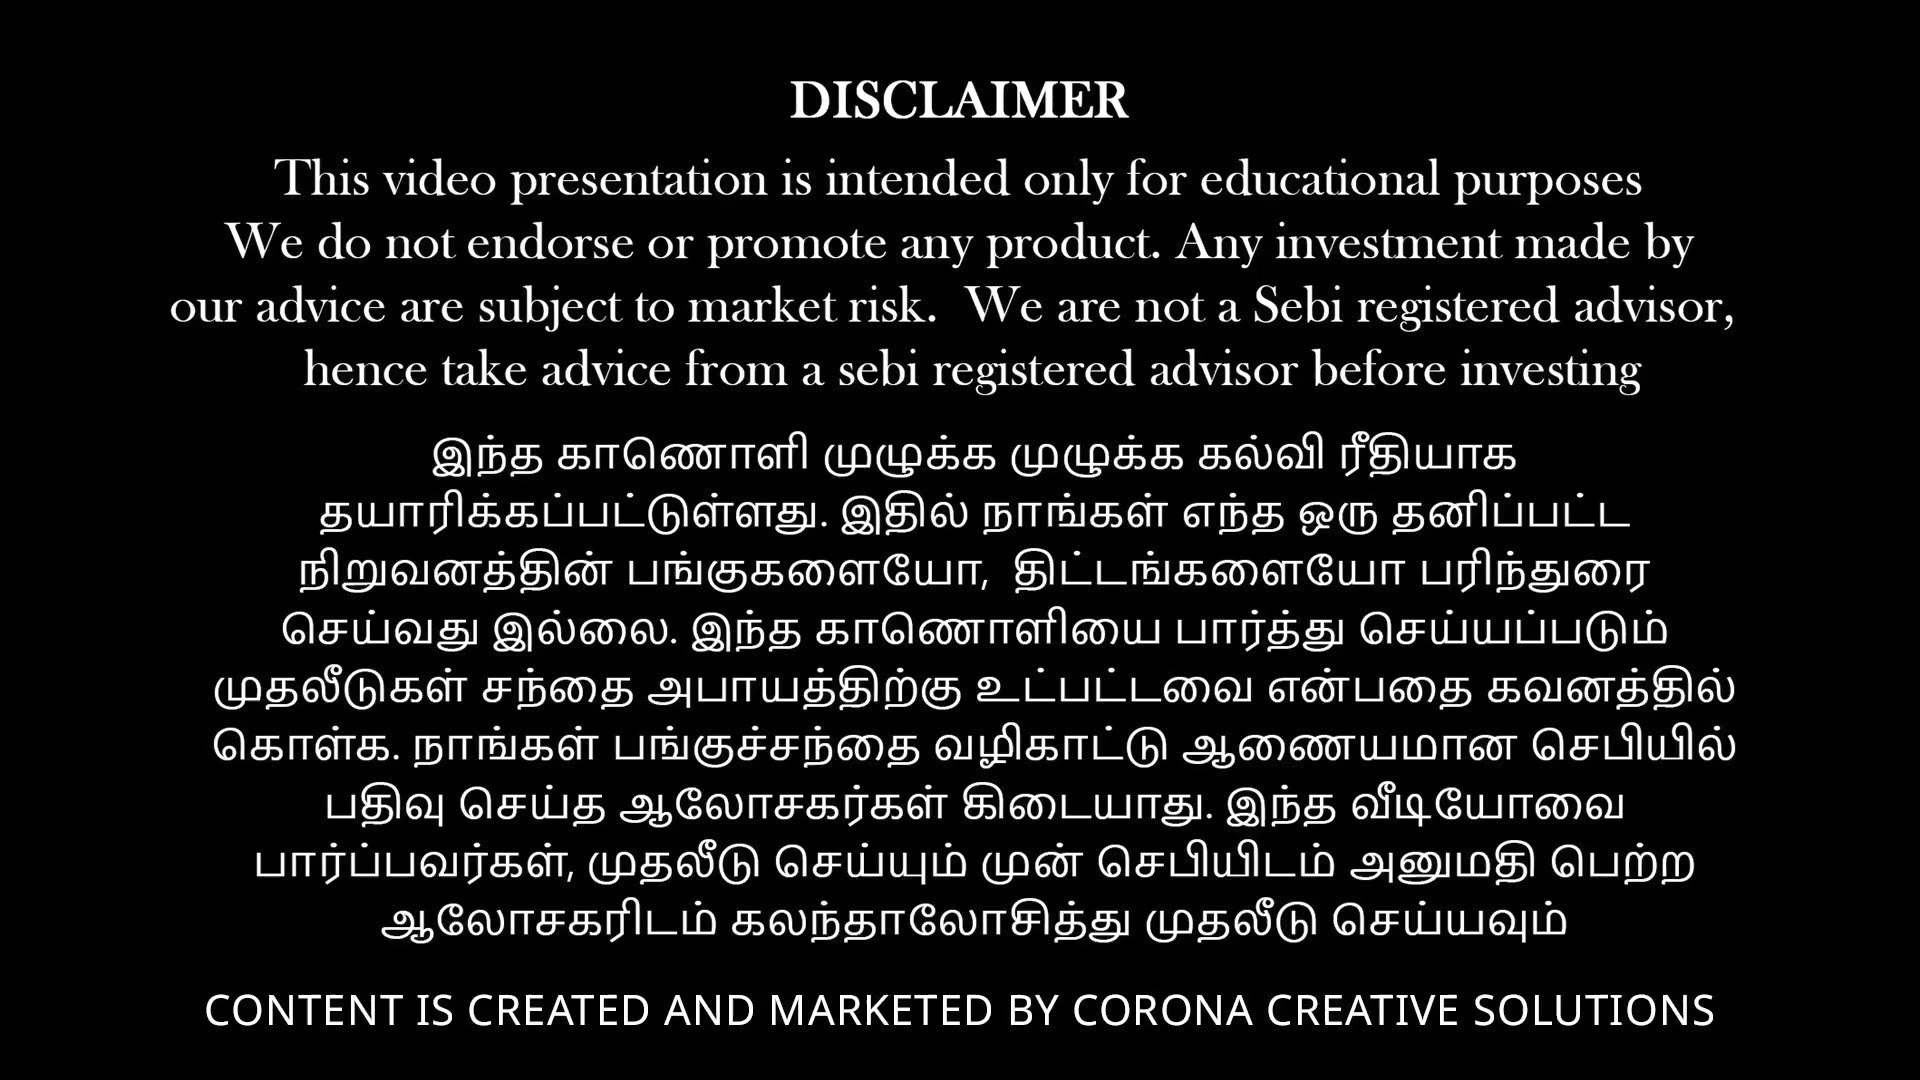 DISCLAIMER
This video presentation is intended only for educational purposes
We do not endorse or promote any product. Any investment made by
our advice are subject to market risk.  We are not a Sebi registered advisor,
hence take advice from a sebi registered advisor before investing
இந்த காணொளி முழுக்க முழுக்க கல்வி ரீதியாக
தயாரிக்கப்பட்டுள்ளது. இதில் நாங்கள் எந்த ஒரு தனிப்பட்ட
நிறுவனத்தின் பங்குகளையோ,  திட்டங்களையோ பரிந்துரை
செய்வது இல்லை. இந்த காணொளியை பார்த்து செய்யப்படும்
முதலீடுகள் சந்தை அபாயத்திற்கு உட்பட்டவை என்பதை கவனத்தில்
கொள்க. நாங்கள் பங்குச்சந்தை வழிகாட்டு ஆணையமான செபியில்
பதிவு செய்த ஆலோசகர்கள் கிடையாது. இந்த வீடியோவை
பார்ப்பவர்கள், முதலீடு செய்யும் முன் செபியிடம் அனுமதி பெற்ற
ஆலோசகரிடம் கலந்தாலோசித்து முதலீடு செய்யவும்
CONTENT IS CREATED AND MARKETED BY CORONA CREATIVE SOLUTIONS